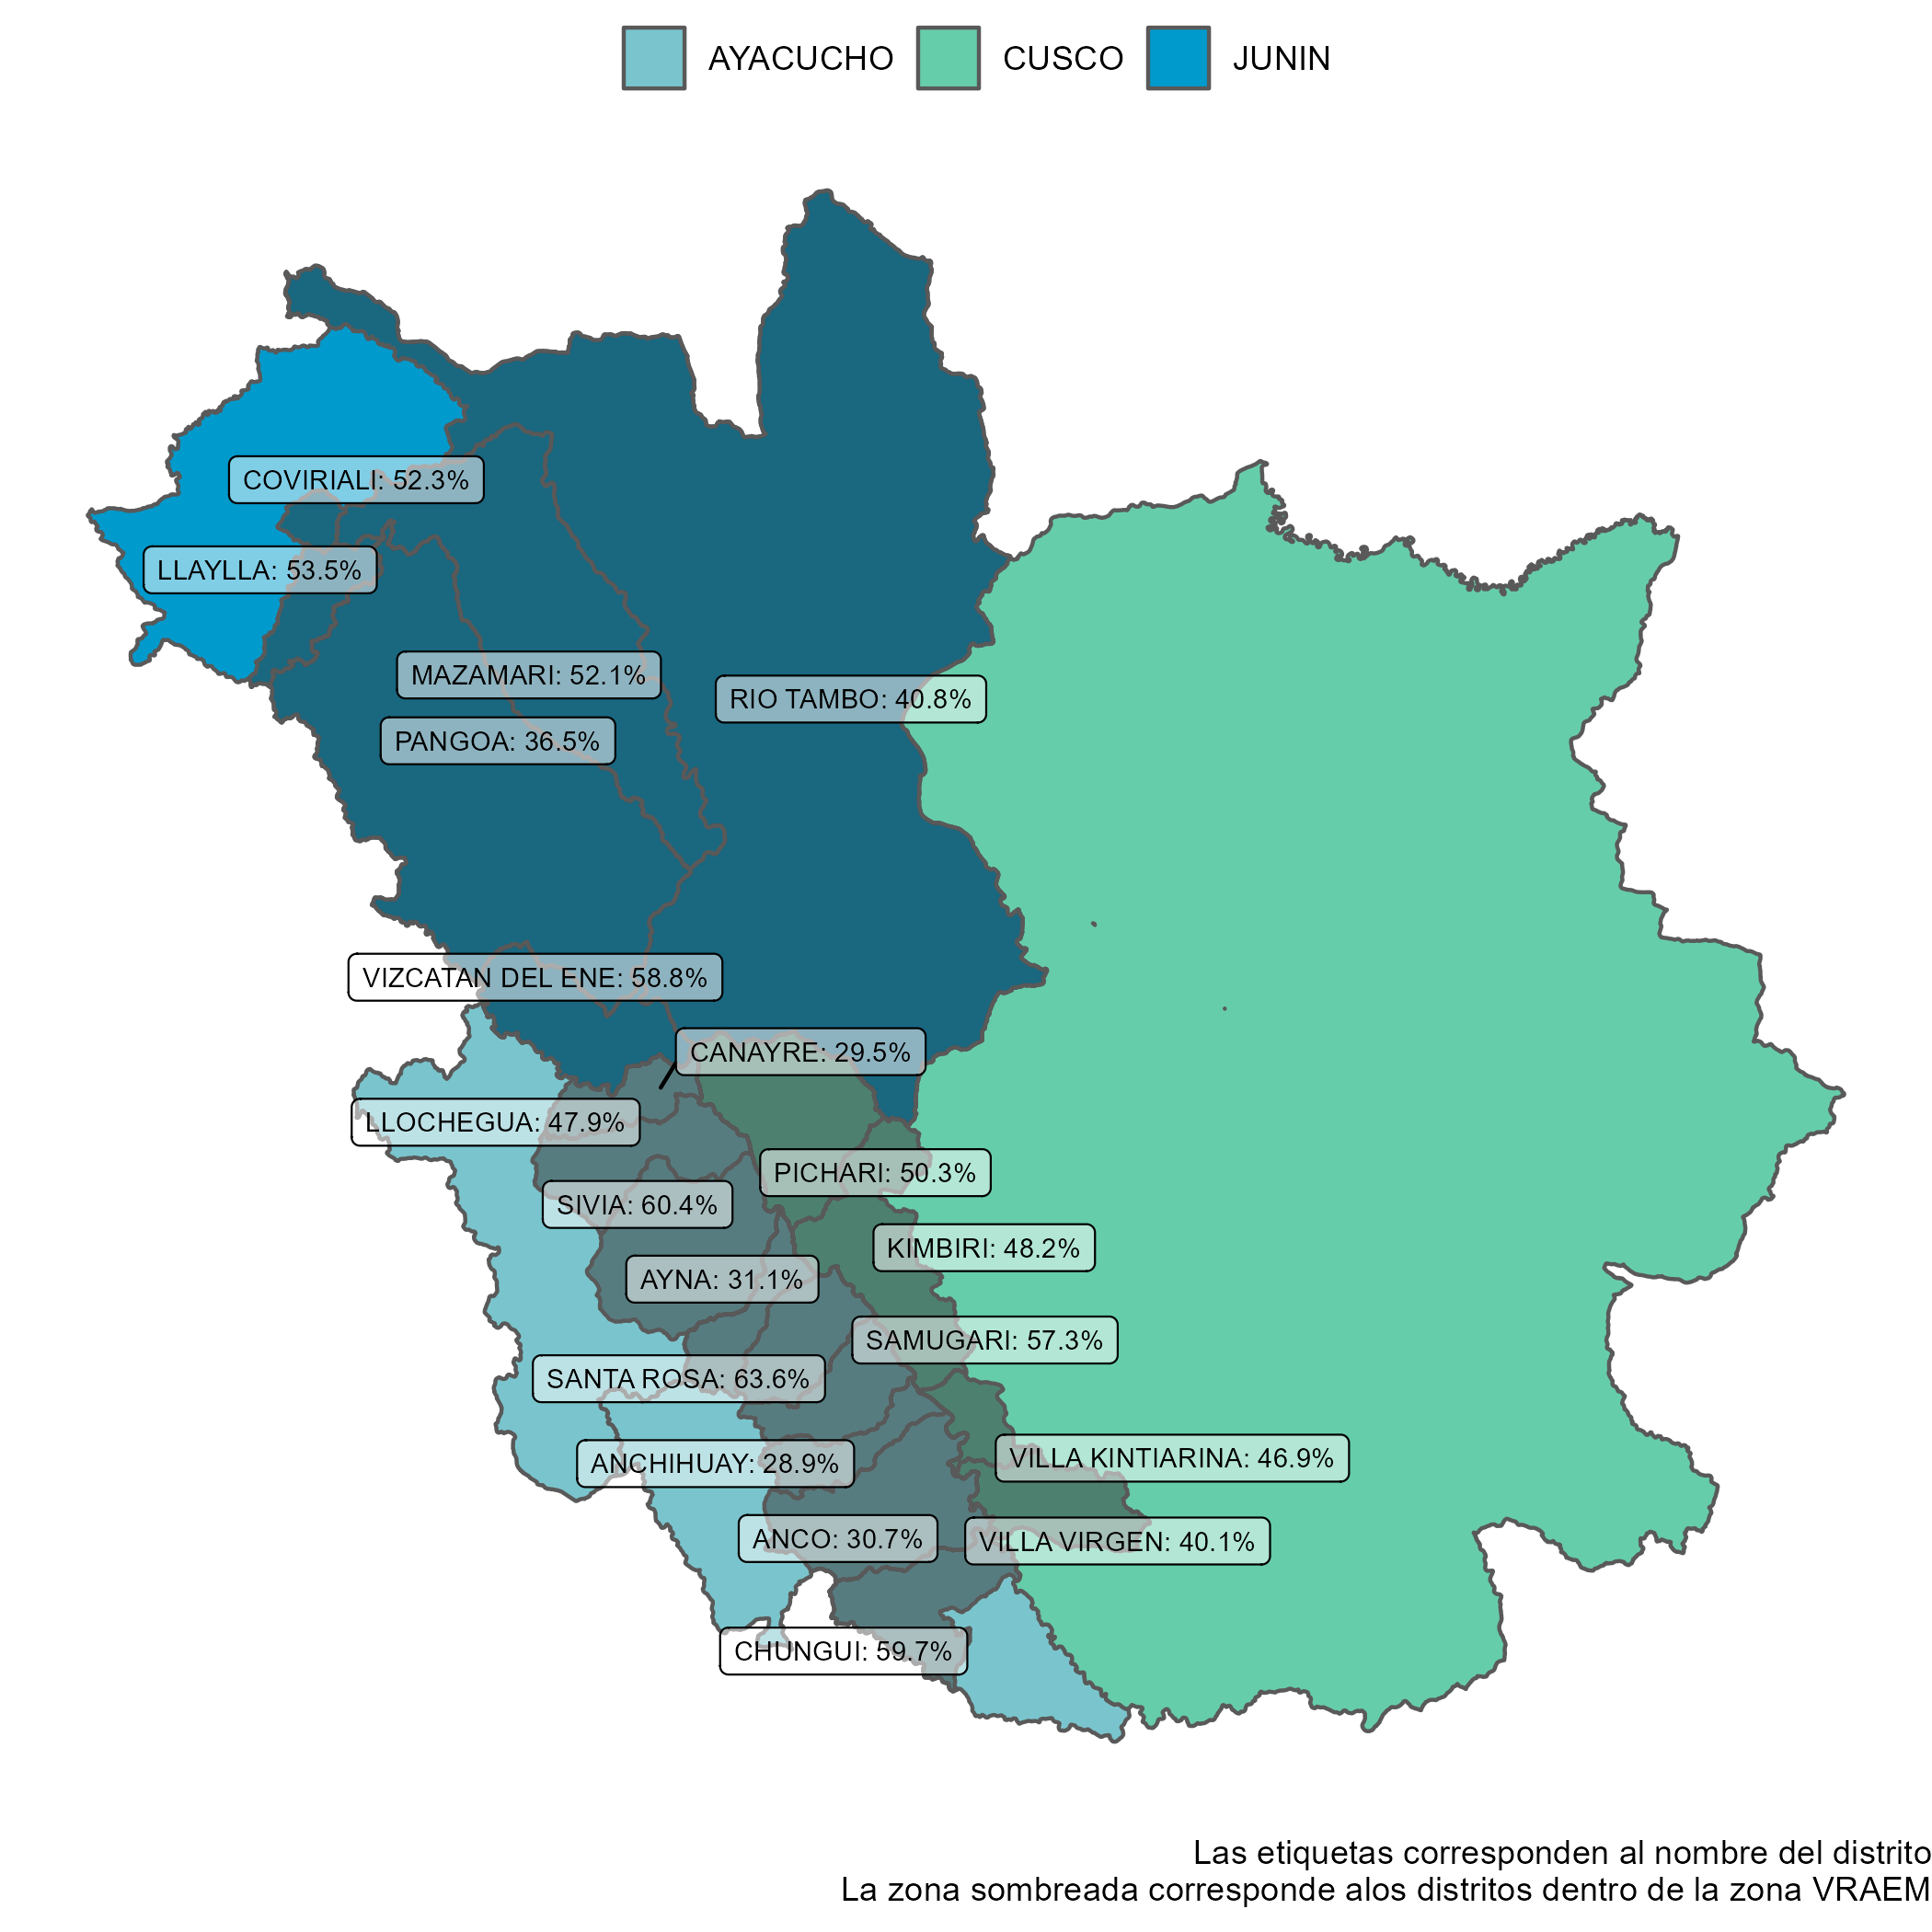 AYACUCHO CUSCO JUNIN
COVIRIALI: 52.3%
LLAYLLA: 53.5%
MAZAMARI: 52.1%
RIO TAMBO: 40.8%
PANGOA: 36.5%
VIZCATAN DEL ENE: 58.8%
CANAYRE: 29.5%
LLOCHEGUA: 47.9%
PICHARI: 50.3%
SIVIA: 60.4%
KIMBIRI: 48.2%
AYNA: 31.1%
SAMUGARI: 57.3%
SANTA ROSA: 63.6%
VILLA KINTIARINA: 46.9%
ANCHIHUAY: 28.9%
ANCO: 30.7%
VILLA VIRGEN: 40.1%
CHUNGUI: 59.7%
Las etiquetas corresponden al nombre del distrito
La zona sombreada corresponde alos distritos dentro de la zona VRAEM